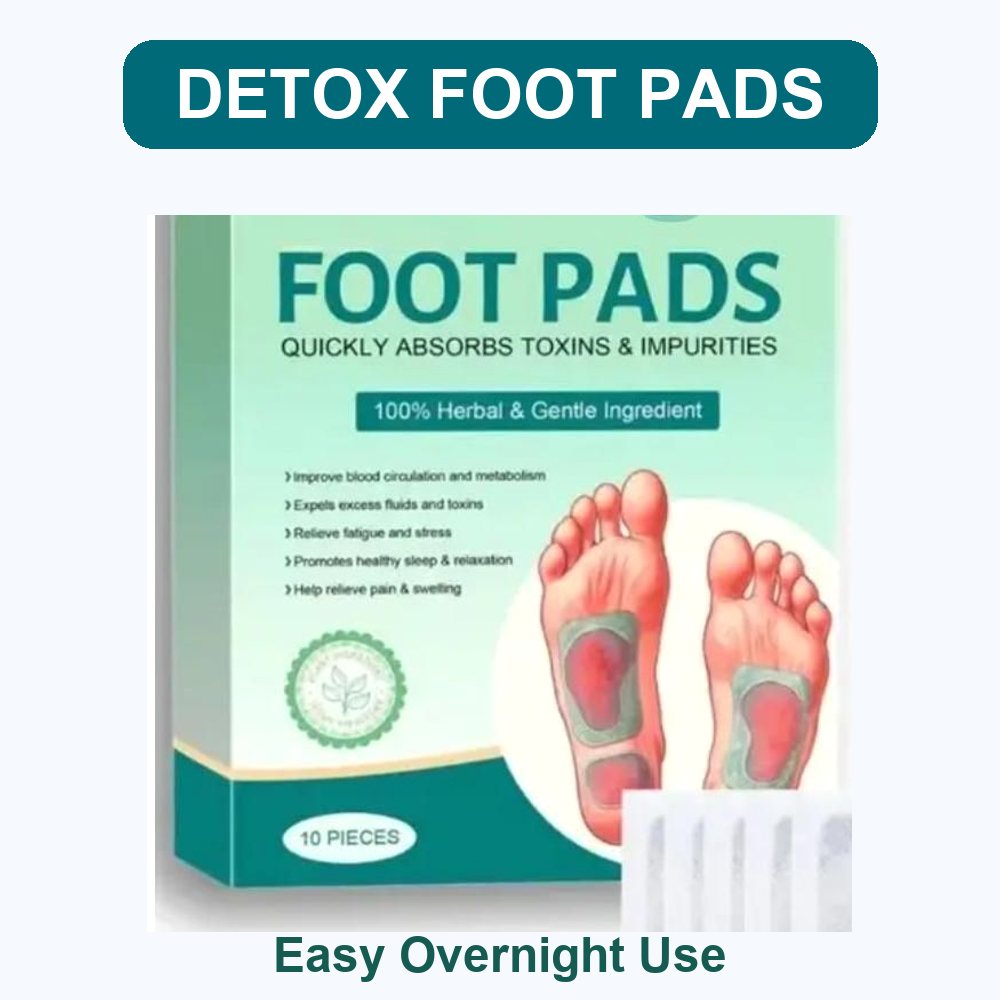 DETOX FOOT PADS
FOOT PADS
QUICKLY ABSORBS TOXINS & IMPURITIES
100% Herbal & Gentle Ingredient
Improve blood circulation and metabolism
Expels excess fluids and toxins
Relieve fatigue and stress
Promotes healthy sleep & relaxation
Help relieve pain & swelling
10 PIECES
Easy Overnight Use